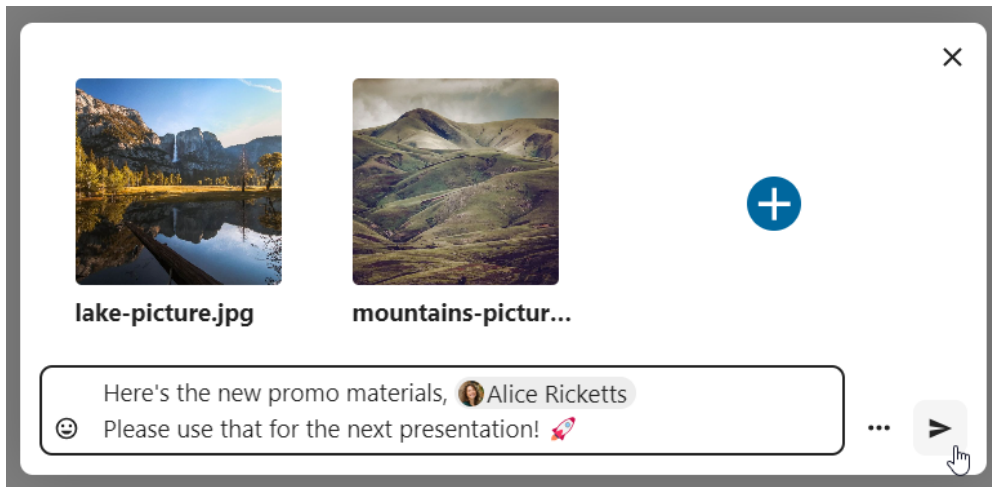 lake-picture.jpg
mountains-pictur...
Here's the new promo materials, Alice Ricketts
Please use that for the next presentation! 🚀